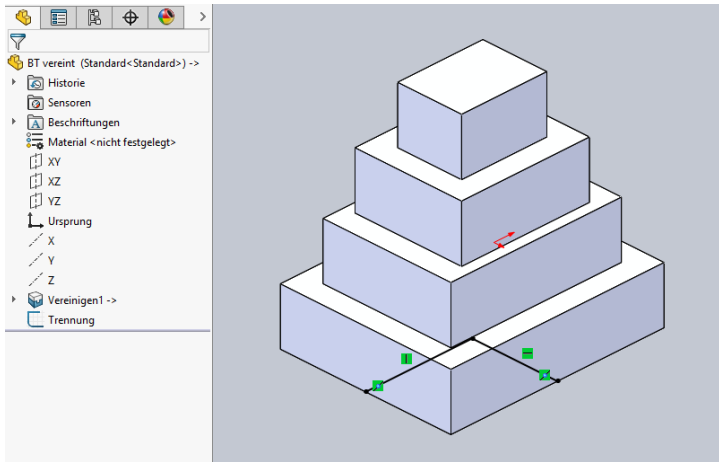 BT vereint (Standard<Standard>) ->
Historie
Sensoren
Beschriftungen
Material <nicht festgelegt>
XY
XZ
YZ
Ursprung
X
Y
Z
Vereinigen1 ->
Trennung